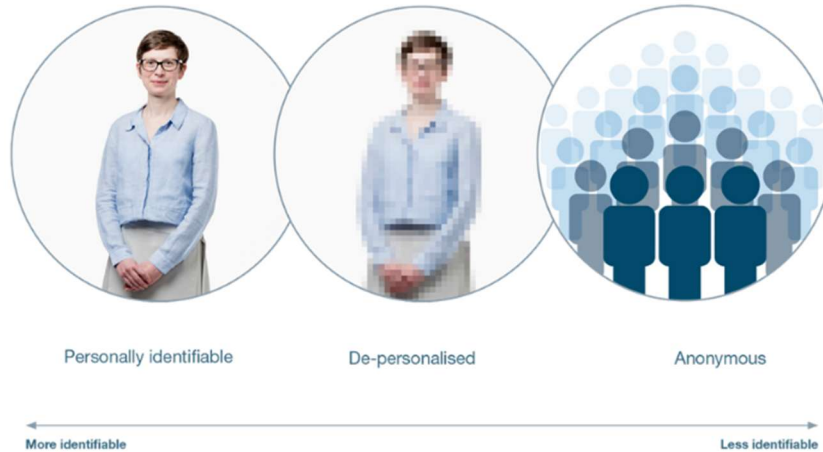 Personally identifiable
De-personalised
Anonymous
More identifiable
Less identifiable